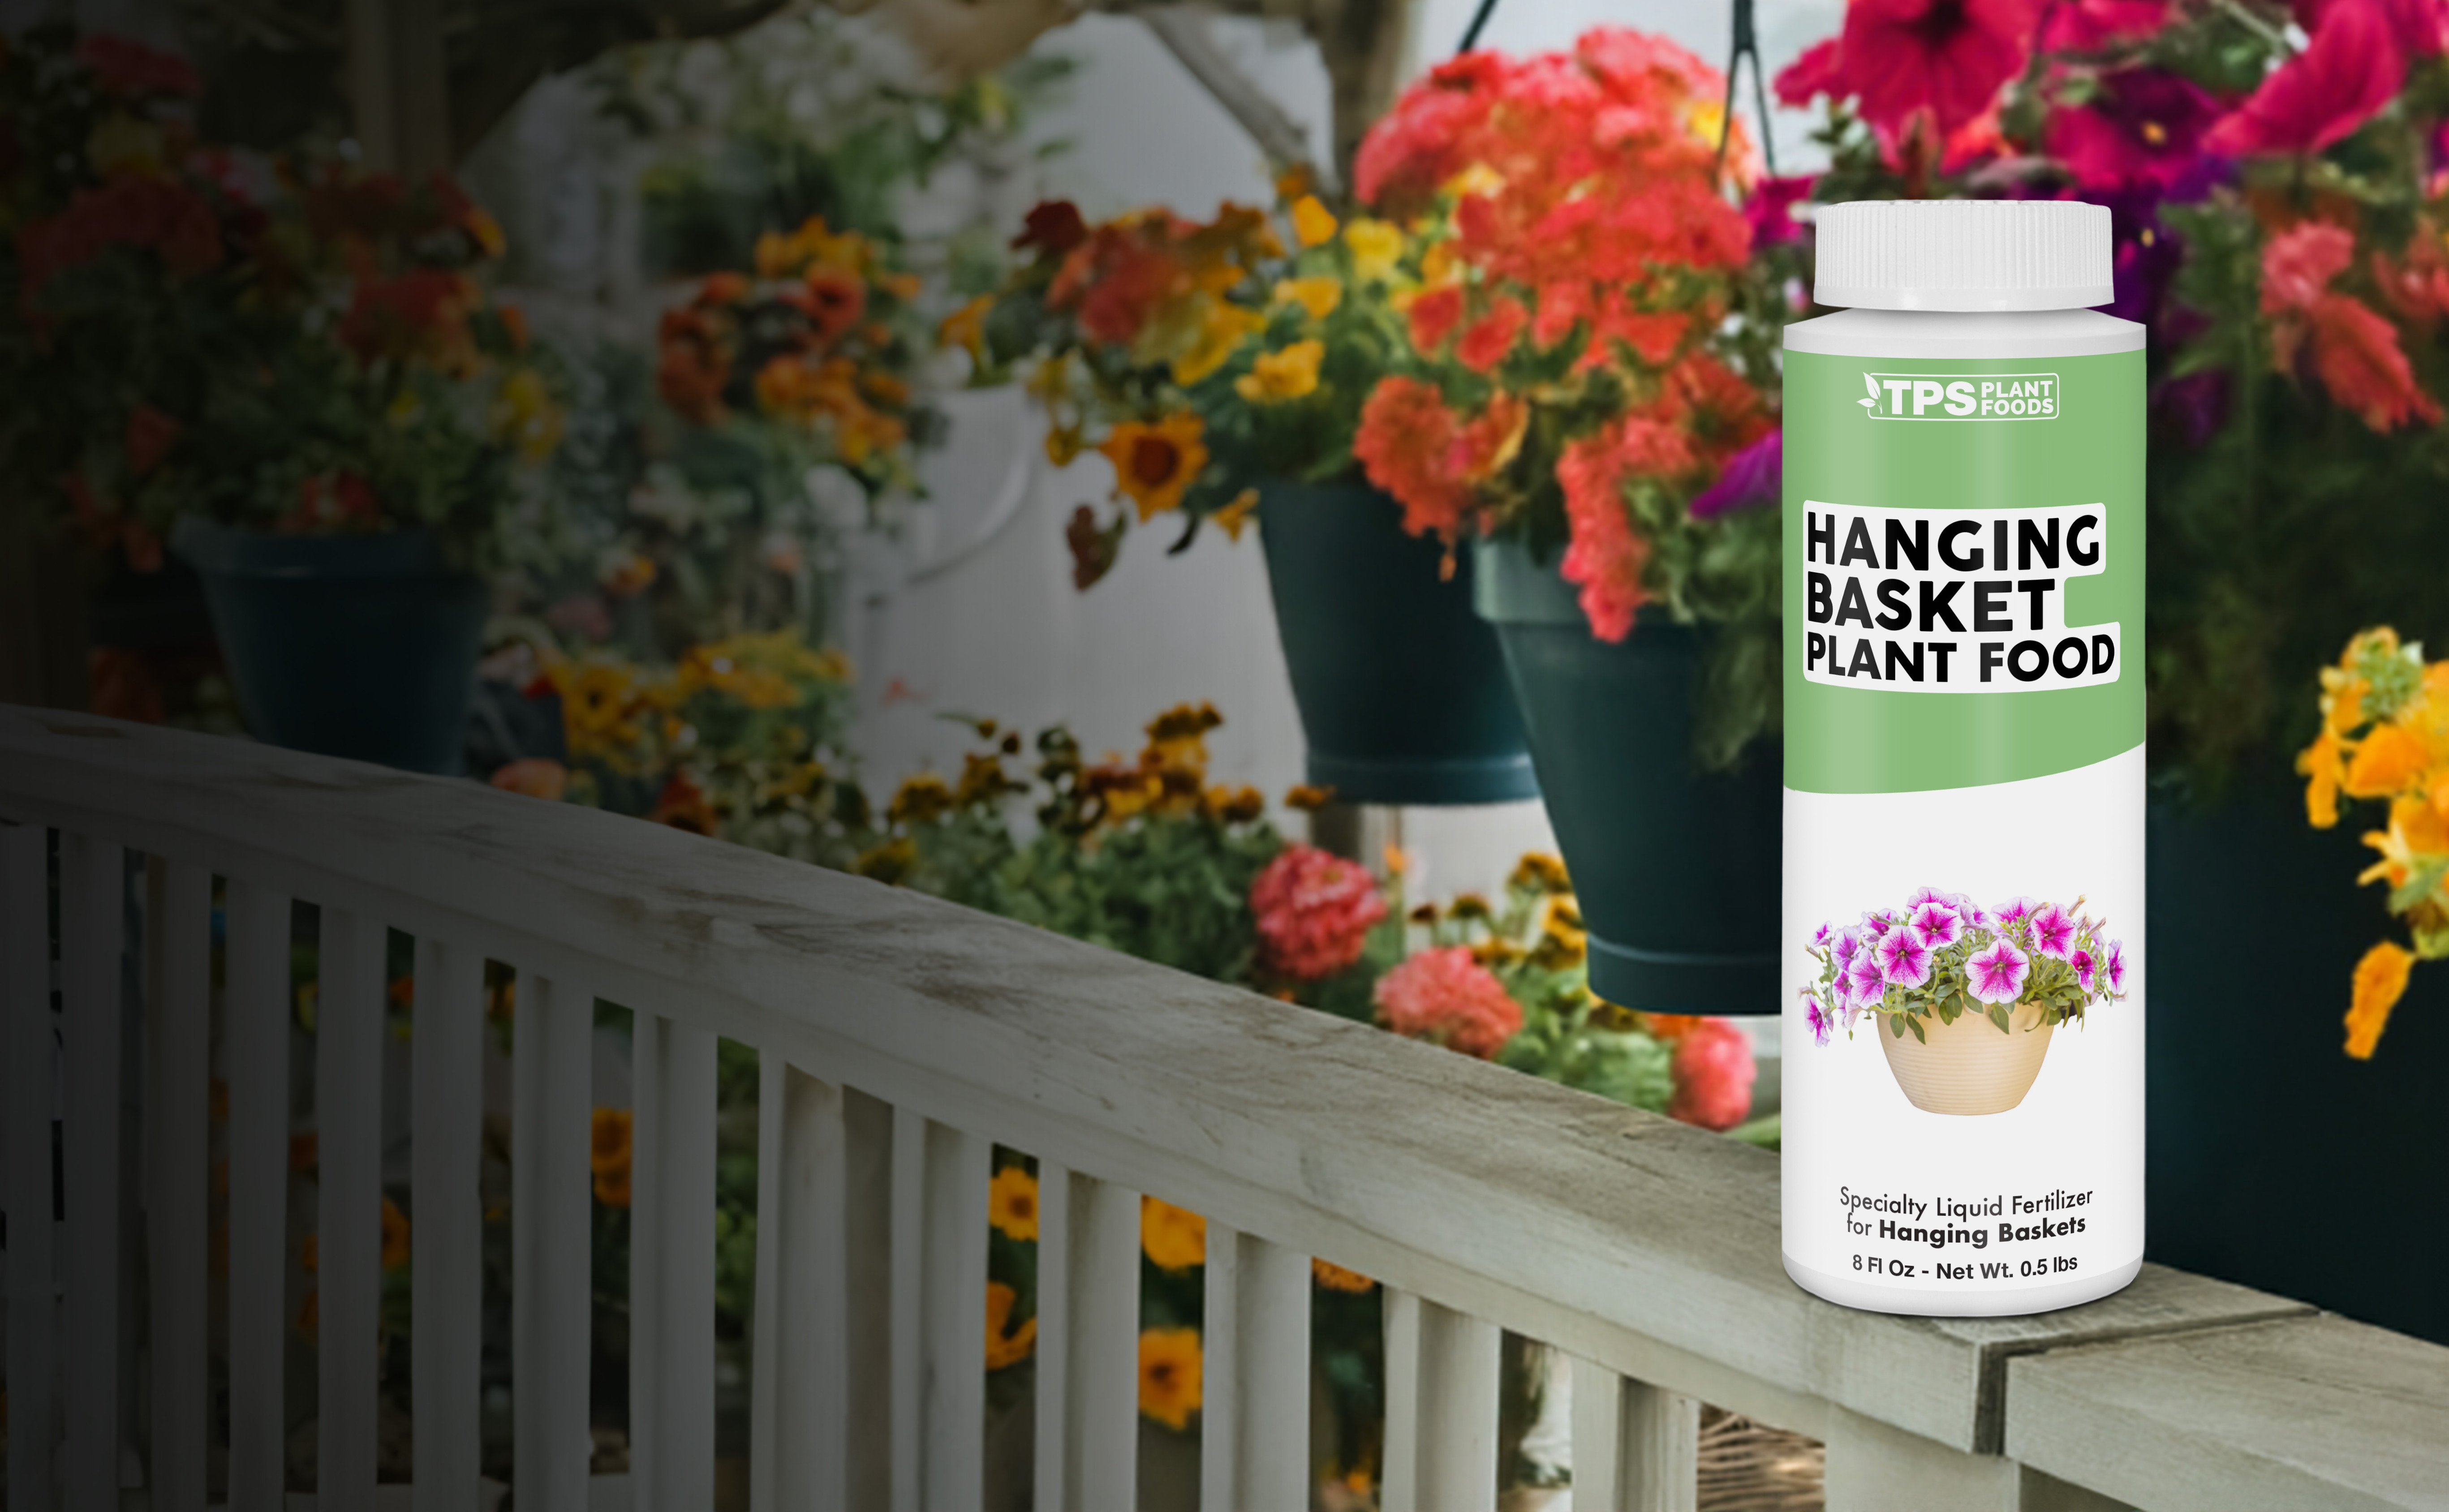 TPS PLANT FOODS
HANGING
BASKET
PLANT FOOD
Specialty Liquid Fertilizer
for Hanging Baskets
8 Fl Oz - Net Wt. 0.5 lbs